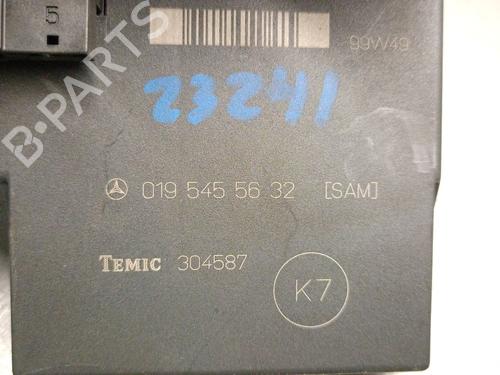 5
99W49
23241
019 545 56 32 [SAM]
TEMIC 304587
K7
B-PARTS